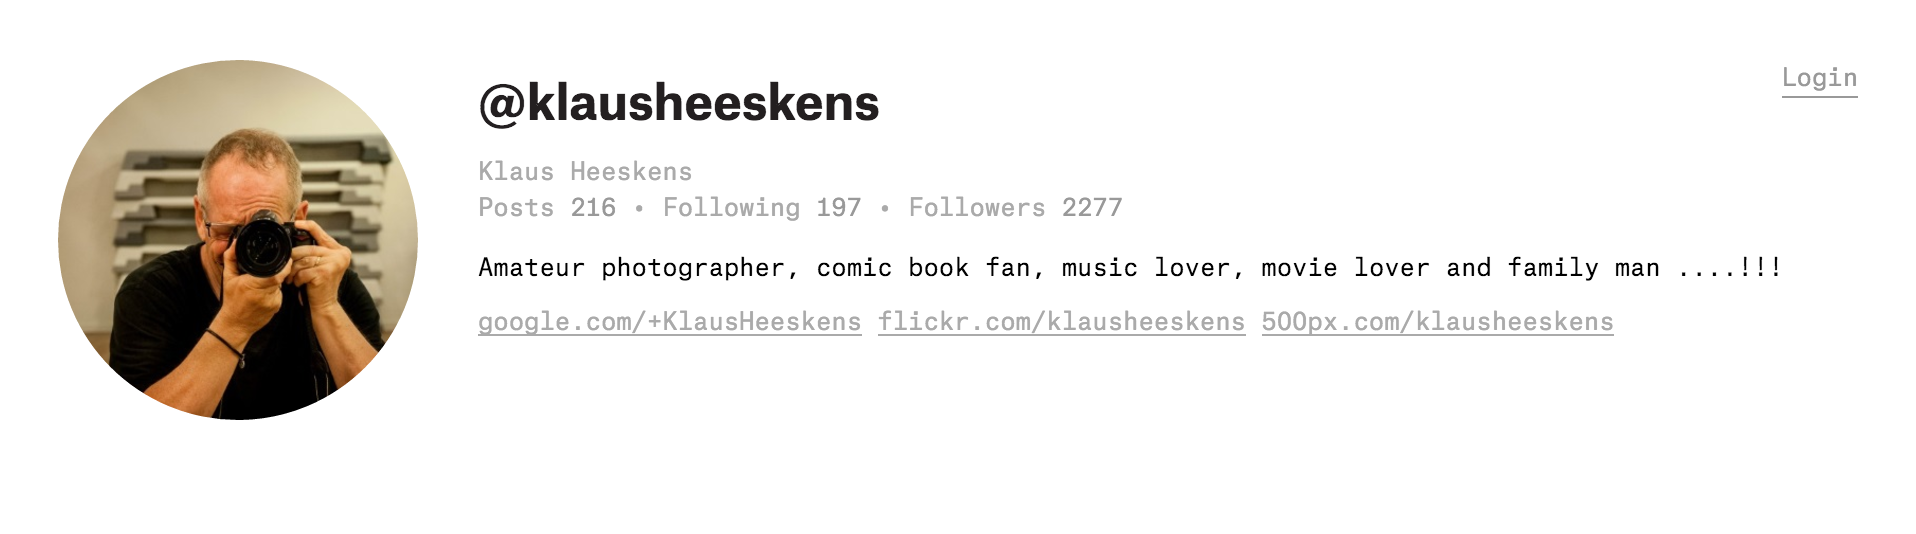 Login
@klausheeskens
Klaus Heeskens
Posts 216 • Following 197 • Followers 2277
Amateur photographer, comic book fan, music lover, movie lover and family man ....!!!
google.com/+KlausHeeskens flickr.com/klausheeskens 500px.com/klausheeskens